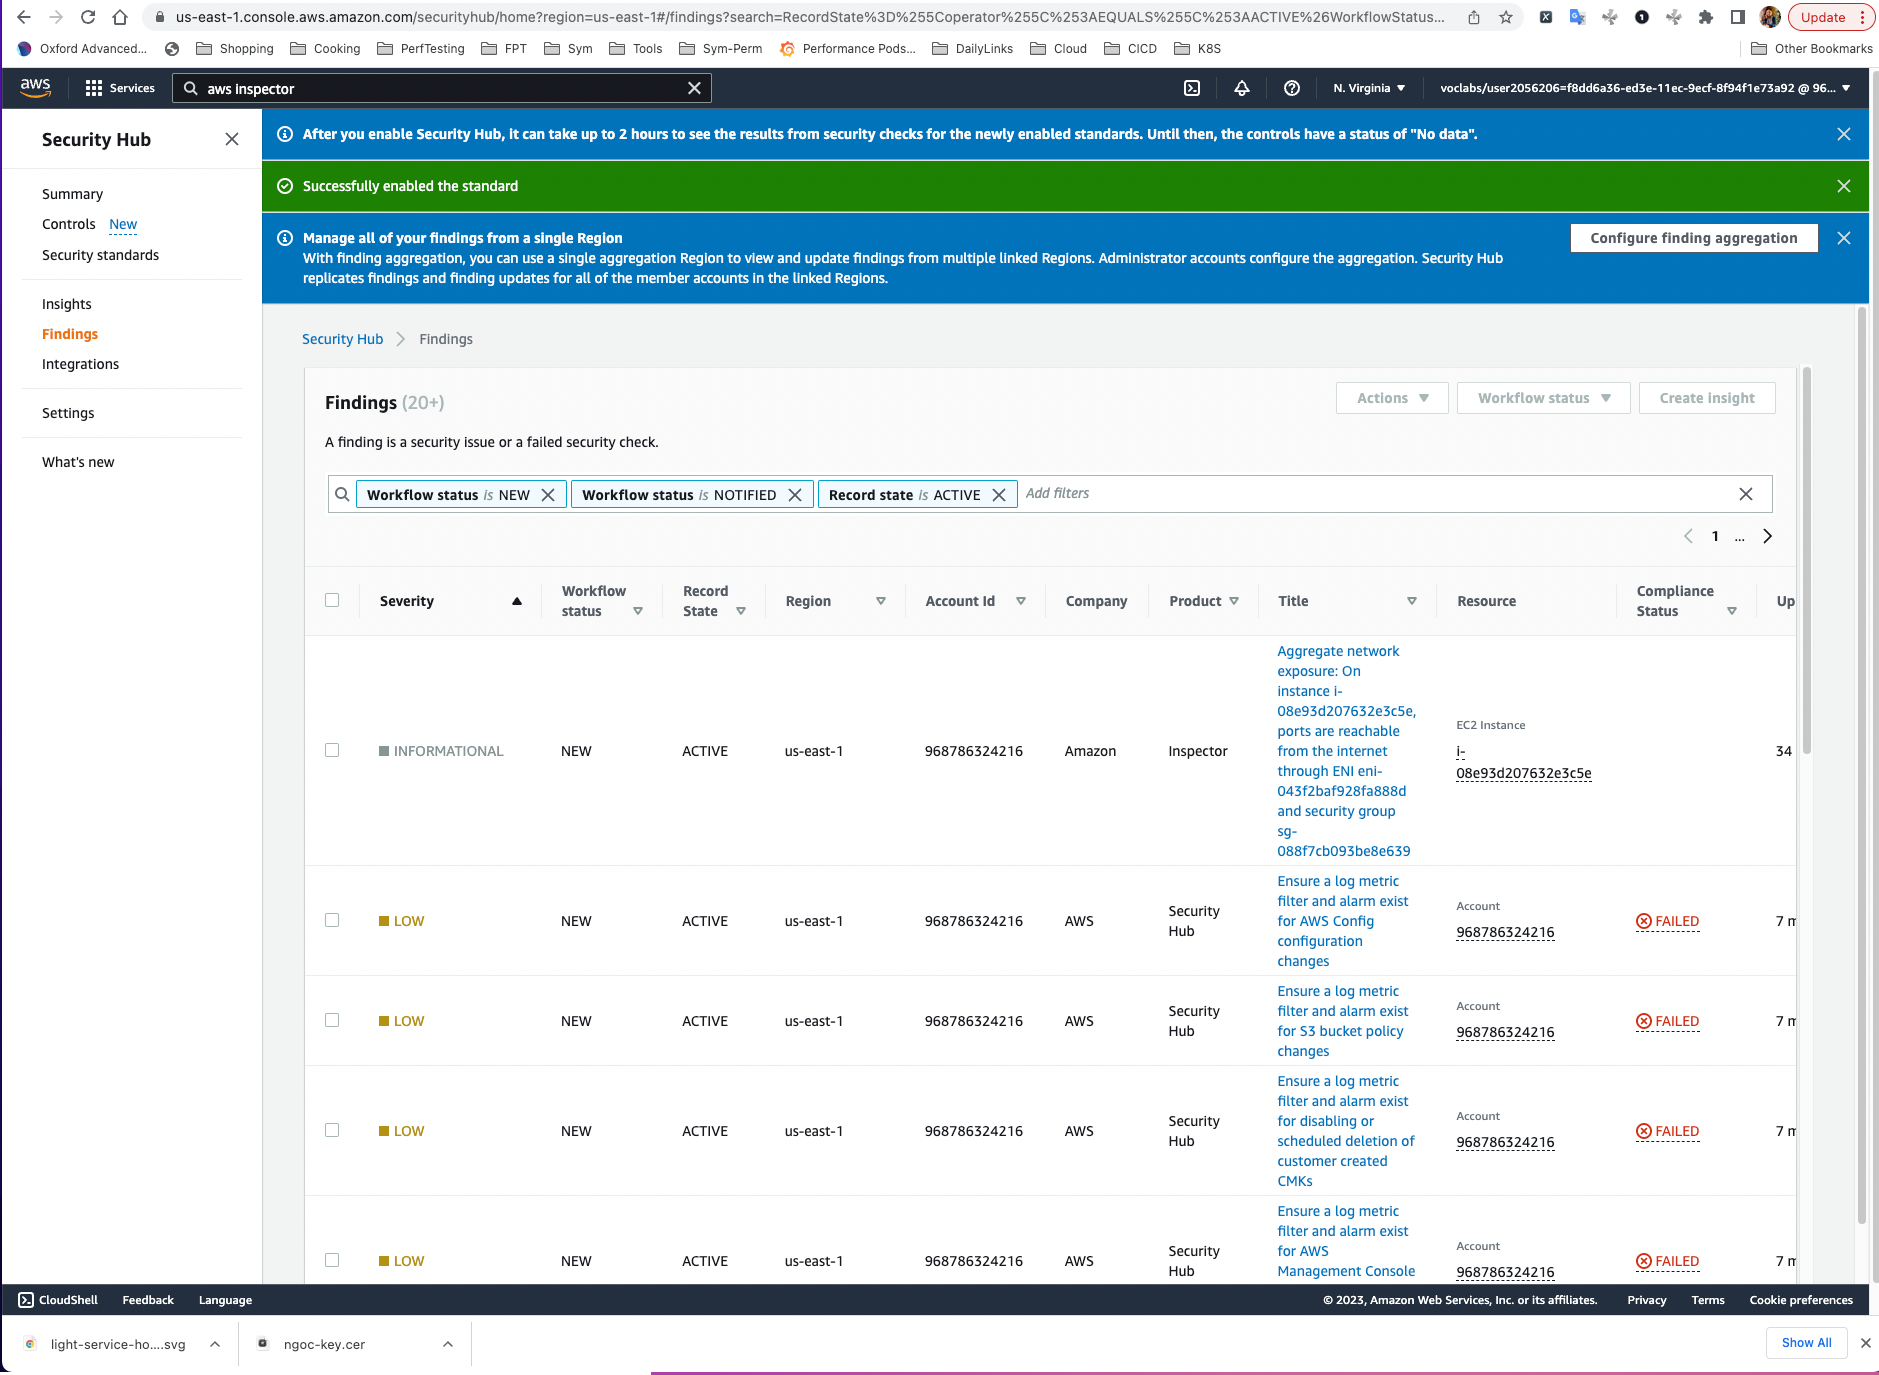 us-east-1.console.aws.amazon.com/securityhub/home?region=us-east-1#/findings?search=RecordState%3D%255Coperator%255C%253AEQUALS%255C%253AACTIVE%26WorkflowStatus...
Update
Oxford Advanced...
Shopping
Cooking
PerfTesting
FPT
Sym
Tools
Sym-Perm
Performance Pods...
DailyLinks
Cloud
CICD
K8S
Other Bookmarks
aws
Services
aws inspector
N. Virginia
voclabs/user2056206=f8dd6a36-ed3e-11ec-9ecf-8f94f1e73a92 @ 96...
Security Hub
Summary
Controls New
Security standards
Insights
Findings
Integrations
Settings
What's new
After you enable Security Hub, it can take up to 2 hours to see the results from security checks for the newly enabled standards. Until then, the controls have a status of "No data".
Successfully enabled the standard
Manage all of your findings from a single Region
With finding aggregation, you can use a single aggregation Region to view and update findings from multiple linked Regions. Administrator accounts configure the aggregation. Security Hub
replicates findings and finding updates for all of the member accounts in the linked Regions.
Configure finding aggregation
Security Hub
Findings
Findings (20+)
Actions
Workflow status
Create insight
A finding is a security issue or a failed security check.
Workflow status is NEW
Workflow status is NOTIFIED
Record state is ACTIVE
Add filters
1 ...
Severity
Workflow
status
Record
State
Region
Account Id
Company
Product
Title
Resource
Compliance
Status
Up
INFORMATIONAL
NEW
ACTIVE
us-east-1
968786324216
Amazon
Inspector
Aggregate network
exposure: On
instance i-
08e93d207632e3c5e,
ports are reachable
from the internet
through ENI eni-
043f2baf928fa888d
and security group
sg-
088f7cb093be8e639
EC2 Instance
i-
08e93d207632e3c5e
34
LOW
NEW
ACTIVE
us-east-1
968786324216
AWS
Security
Hub
Ensure a log metric
filter and alarm exist
for AWS Config
configuration
changes
Account
968786324216
FAILED
7 m
LOW
NEW
ACTIVE
us-east-1
968786324216
AWS
Security
Hub
Ensure a log metric
filter and alarm exist
for S3 bucket policy
changes
Account
968786324216
FAILED
7 m
LOW
NEW
ACTIVE
us-east-1
968786324216
AWS
Security
Hub
Ensure a log metric
filter and alarm exist
for disabling or
scheduled deletion of
customer created
CMKs
Account
968786324216
FAILED
7 m
LOW
NEW
ACTIVE
us-east-1
968786324216
AWS
Security
Hub
Ensure a log metric
filter and alarm exist
for AWS
Management Console
Account
968786324216
FAILED
7 m
CloudShell
Feedback
Language
© 2023, Amazon Web Services, Inc. or its affiliates.
Privacy
Terms
Cookie preferences
light-service-ho....svg
ngoc-key.cer
Show All